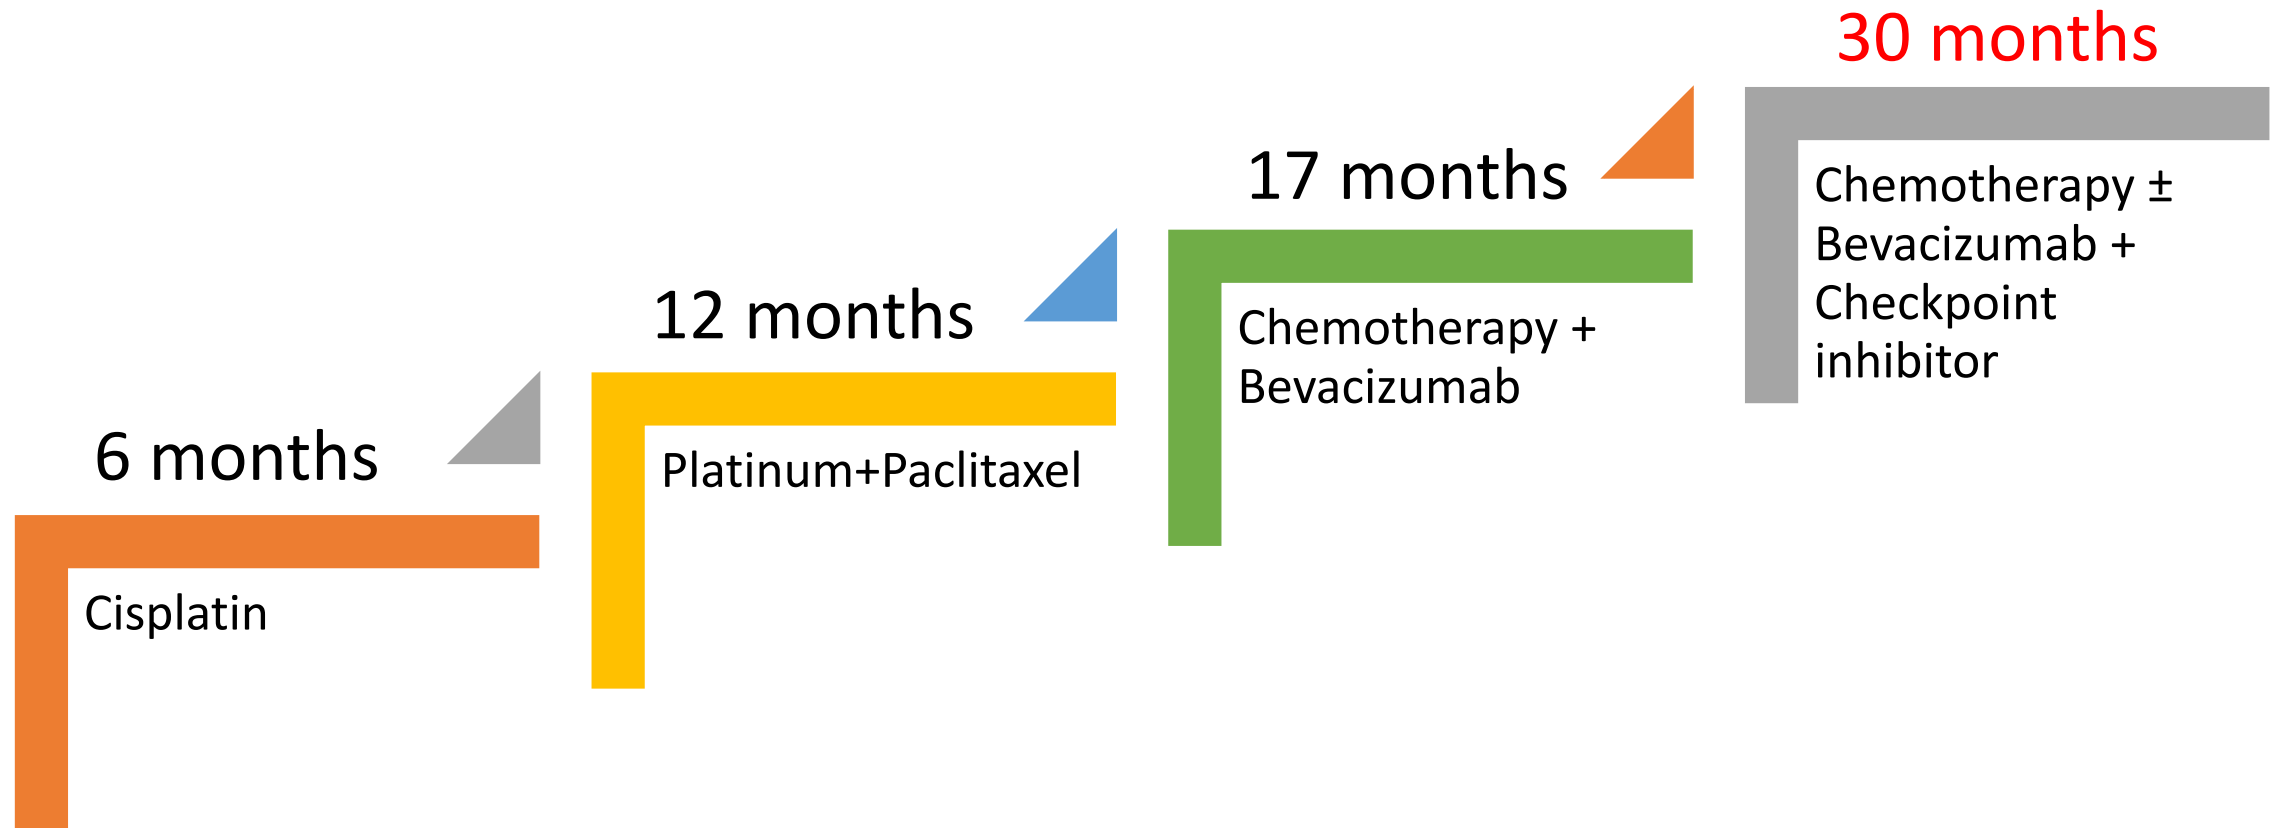 6 months
Cisplatin
12 months
Platinum+Paclitaxel
17 months
Chemotherapy +
Bevacizumab
30 months
Chemotherapy ±
Bevacizumab +
Checkpoint
inhibitor